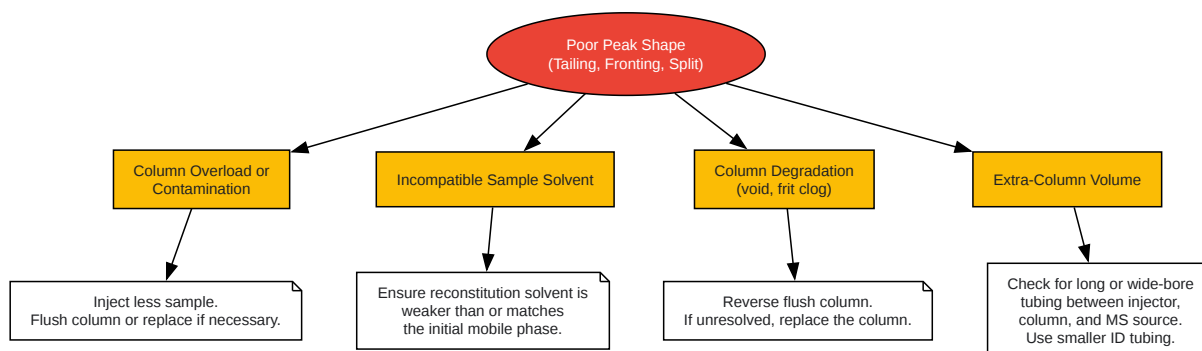 Poor Peak Shape
(Tailing, Fronting, Split)
Column Overload or
Contamination
Incompatible Sample Solvent
Column Degradation
(void, frit clog)
Extra-Column Volume
Inject less sample.
Flush column or replace if necessary.
Ensure reconstitution solvent is
weaker than or matches
the initial mobile phase.
Reverse flush column.
If unresolved, replace the column.
Check for long or wide-bore
tubing between injector,
column, and MS source.
Use smaller ID tubing.